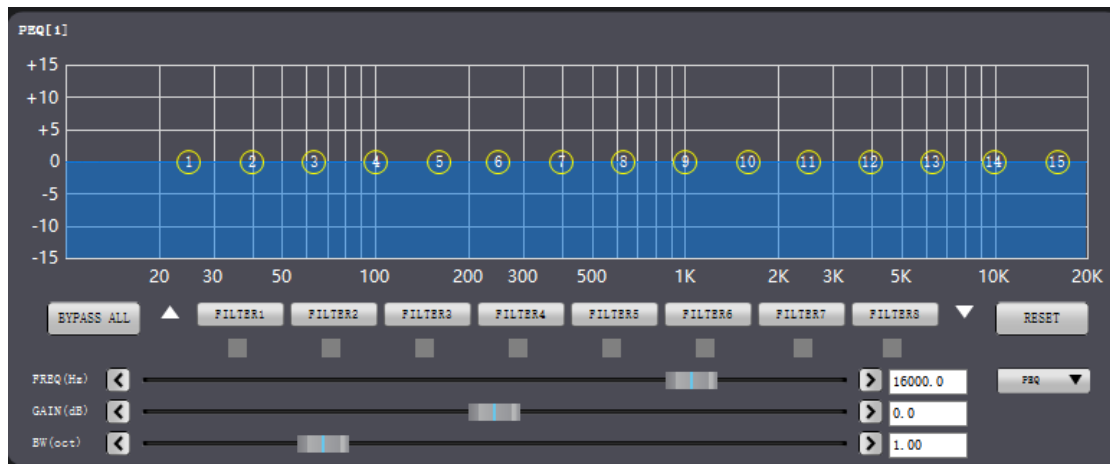 PEQ[1]
+15
+10
+5
0
-5
-10
-15
1 2 3 4 5 6 7 8 9 10 11 12 13 14 15
20 30 50 100 200 300 500 1K 2K 3K 5K 10K 20K
BYPASS ALL FILTER1 FILTER2 FILTER3 FILTER4 FILTER5 FILTER6 FILTER7 FILTER8 RESET
FREQ(Hz) 16000.0 PEQ
GAIN(dB) 0.0
BW(oct) 1.00